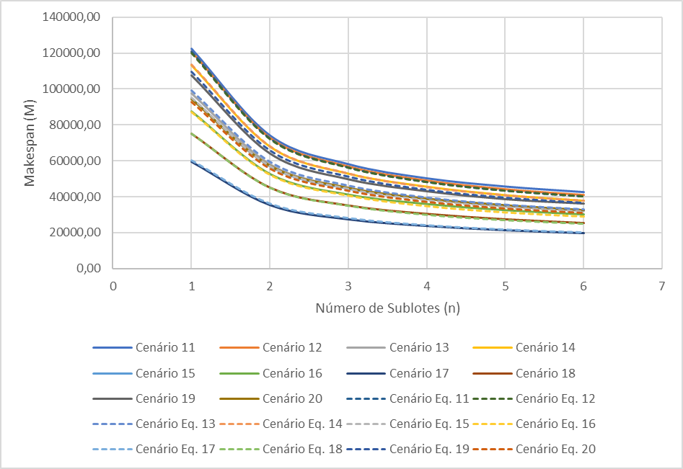 140000,00
120000,00
100000,00
80000,00
60000,00
40000,00
20000,00
0,00
Makespan (M)
0 1 2 3 4 5 6 7
Número de Sublotes (n)
Cenário 11 Cenário 12 Cenário 13 Cenário 14
Cenário 15 Cenário 16 Cenário 17 Cenário 18
Cenário 19 Cenário 20 Cenário Eq. 11 Cenário Eq. 12
Cenário Eq. 13 Cenário Eq. 14 Cenário Eq. 15 Cenário Eq. 16
Cenário Eq. 17 Cenário Eq. 18 Cenário Eq. 19 Cenário Eq. 20